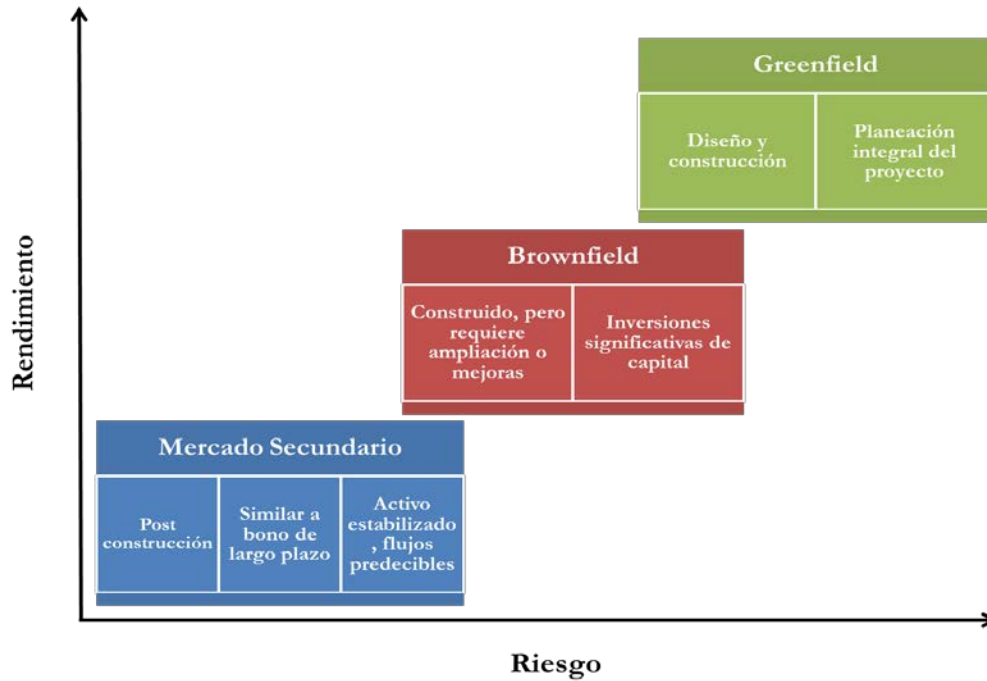 Greenfield
Diseño y
construcción
Planeación
integral del
proyecto
Rendimiento
Brownfield
Construido, pero
requiere
ampliación o
mejoras
Inversiones
significativas de
capital
Mercado Secundario
Post
construcción
Similar a
bono de
largo plazo
Activo
estabilizado
, flujos
predecibles
Riesgo